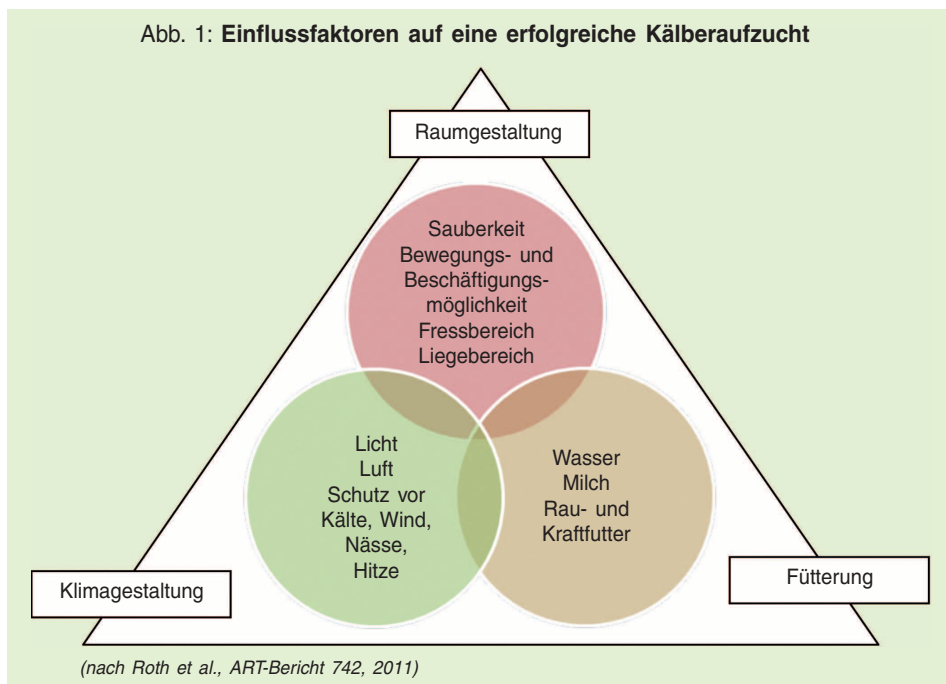 Abb. 1: Einflussfaktoren auf eine erfolgreiche Kälberaufzucht
Raumgestaltung
Sauberkeit
Bewegungs- und
Beschäftigungs-
möglichkeit
Fressbereich
Liegebereich
Licht
Luft
Schutz vor
Kälte, Wind,
Nässe,
Hitze
Wasser
Milch
Rau- und
Kraftfutter
Klimagestaltung
Fütterung
(nach Roth et al., ART-Bericht 742, 2011)